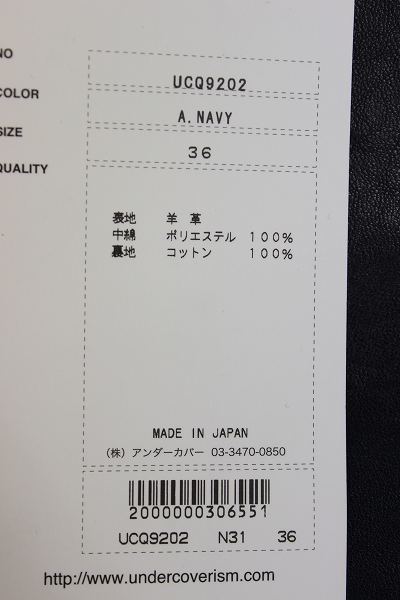 NO
UCQ9202
COLOR
A.NAVY
SIZE
36
QUALITY
表地 羊 革
中綿 ポリエステル 100%
裏地 コットン 100%
MADE IN JAPAN
(株) アンダーカバー 03-3470-0850
2000000306551
UCQ9202 N31 36
http://www.undercoverism.com